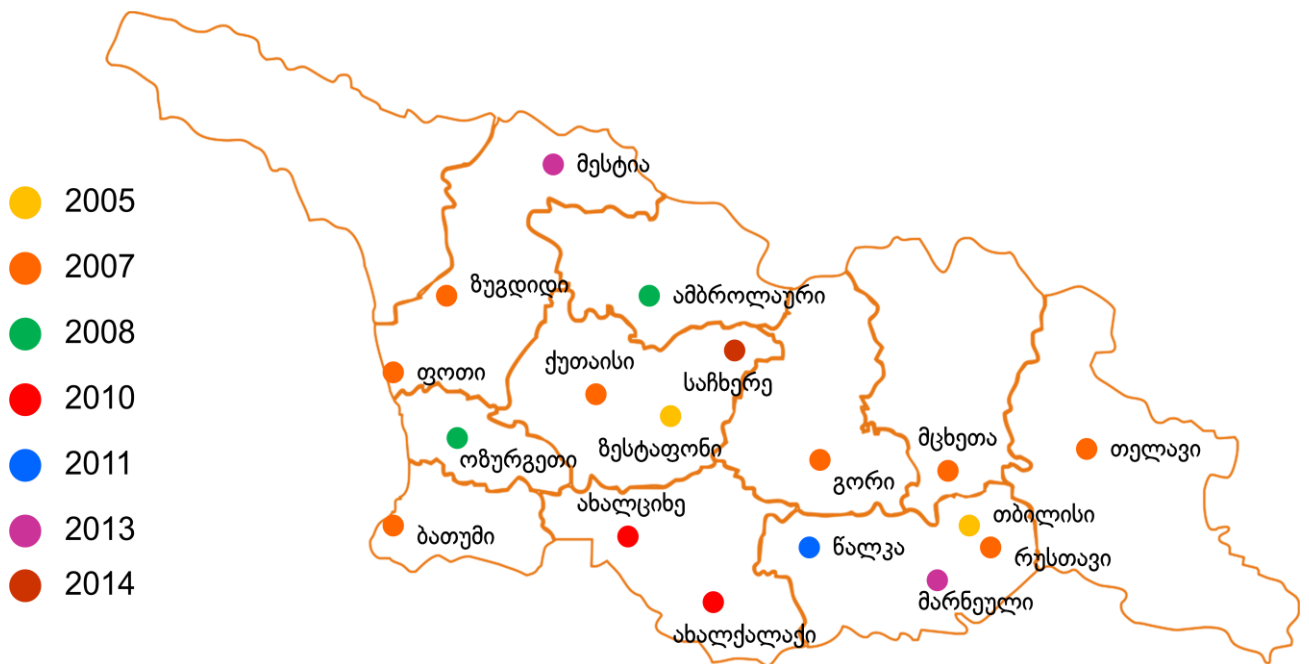 2005
2007
2008
2010
2011
2013
2014
მესტია
ზუგდიდი
ამბროლაური
ფოთი
ქუთაისი
საჩხერე
ოზურგეთი
ზესტაფონი
გორი
მცხეთა
თელავი
ბათუმი
ახალციხე
წალკა
თბილისი
რუსთავი
მარნეული
ახალქალაქი